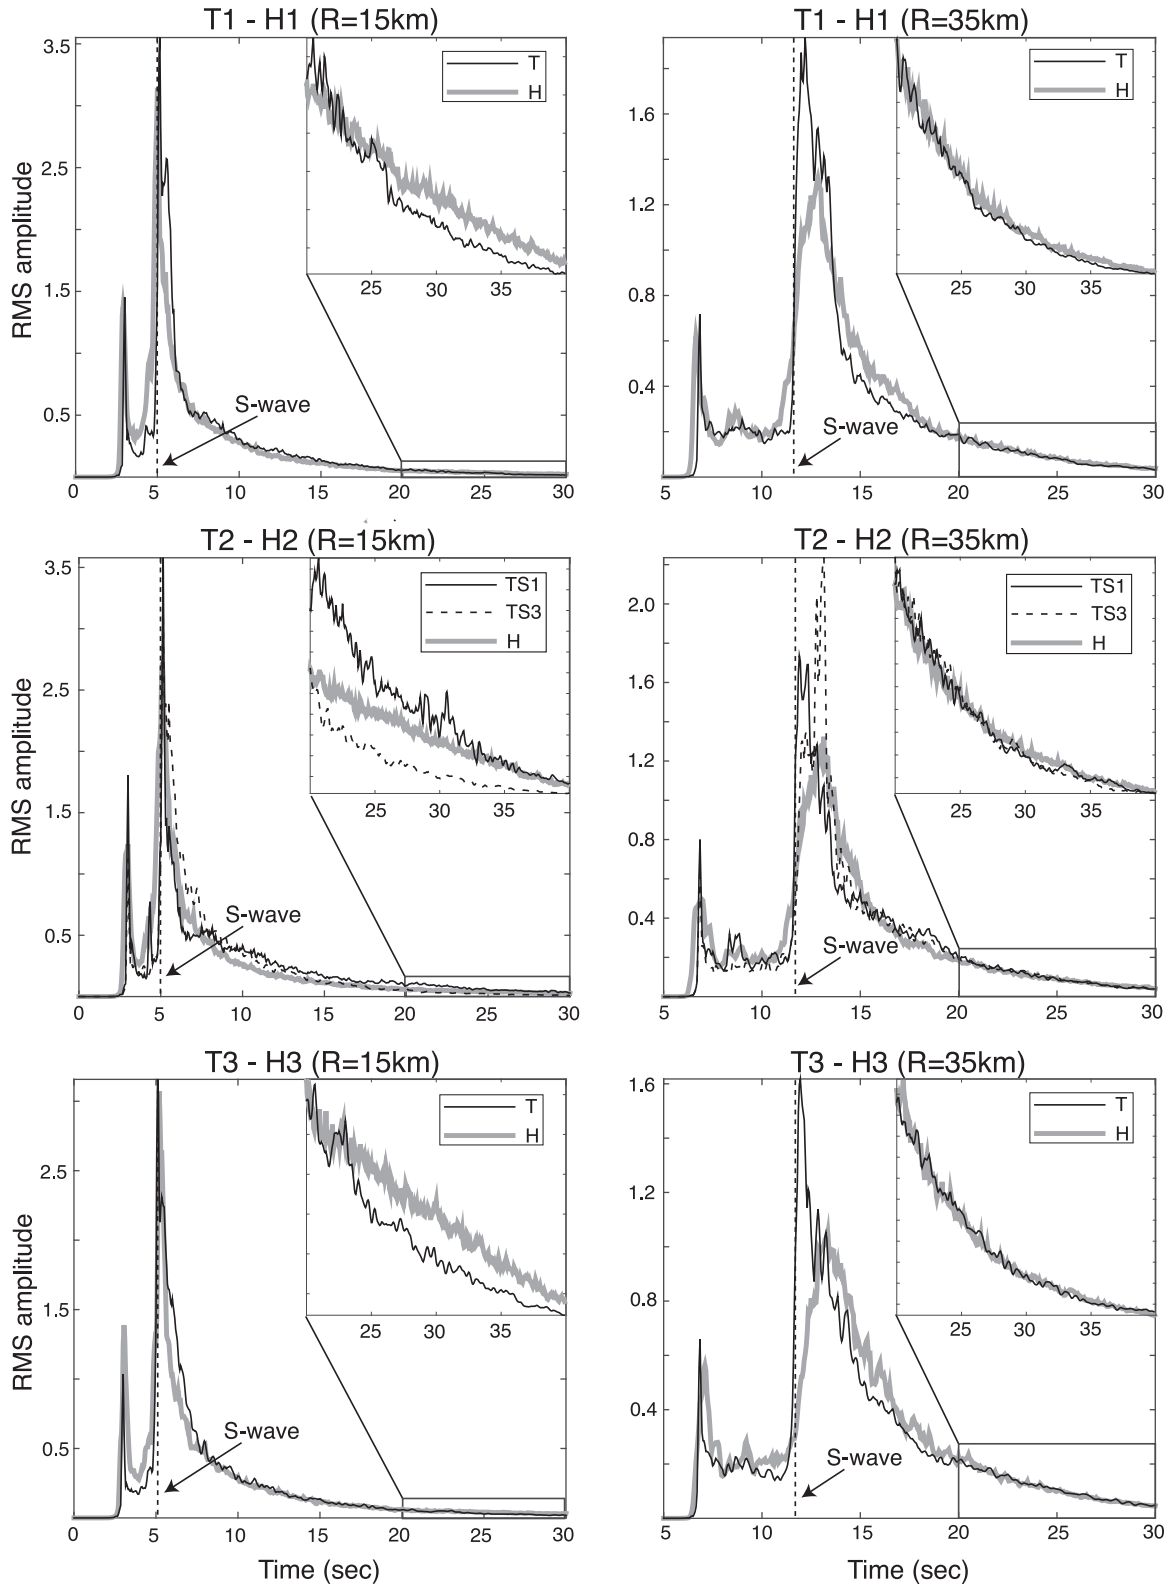 T1 - H1 (R=15km)
3.5
2.5
1.5
0.5
RMS amplitude
T
H
25 30 35
S-wave
0 5 10 15 20 25 30
T1 - H1 (R=35km)
1.6
1.2
0.8
0.4
T
H
25 30 35
S-wave
5 10 15 20 25 30
T2 - H2 (R=15km)
3.5
2.5
1.5
0.5
RMS amplitude
TS1
TS3
H
25 30 35
S-wave
0 5 10 15 20 25 30
T2 - H2 (R=35km)
2.0
1.6
1.2
0.8
0.4
TS1
TS3
H
25 30 35
S-wave
5 10 15 20 25 30
T3 - H3 (R=15km)
2.5
1.5
0.5
RMS amplitude
T
H
25 30 35
S-wave
0 5 10 15 20 25 30
Time (sec)
T3 - H3 (R=35km)
1.6
1.2
0.8
0.4
T
H
25 30 35
S-wave
5 10 15 20 25 30
Time (sec)